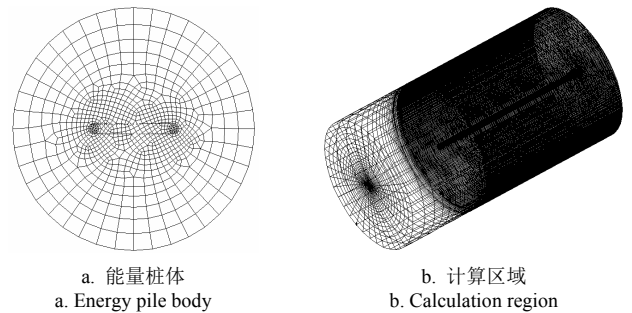 a. 能量桩体
a. Energy pile body
b. 计算区域
b. Calculation region